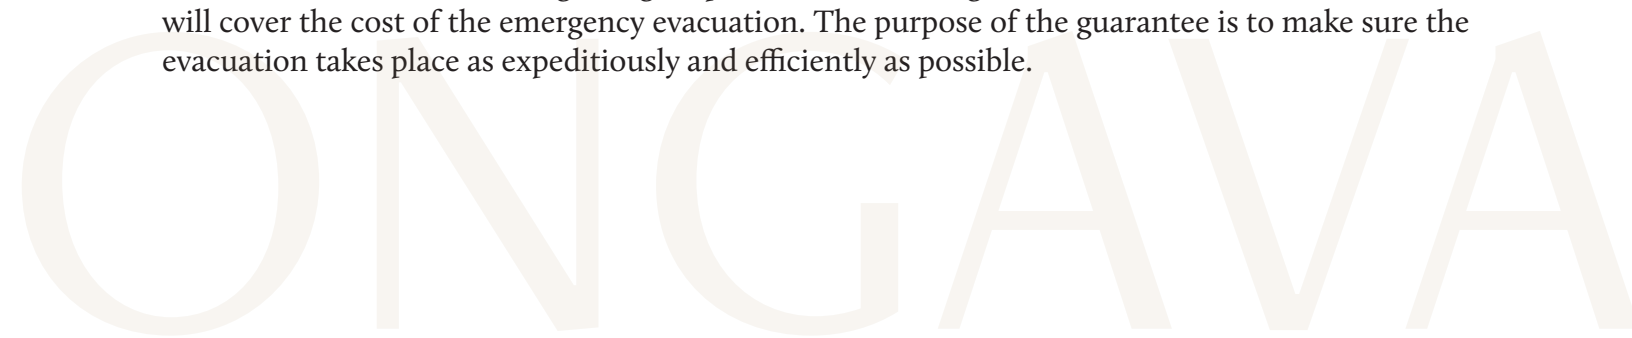 will cover the cost of the emergency evacuation. The purpose of the guarantee is to make sure the
evacuation takes place as expeditiously and efficiently as possible.
ONGAVA